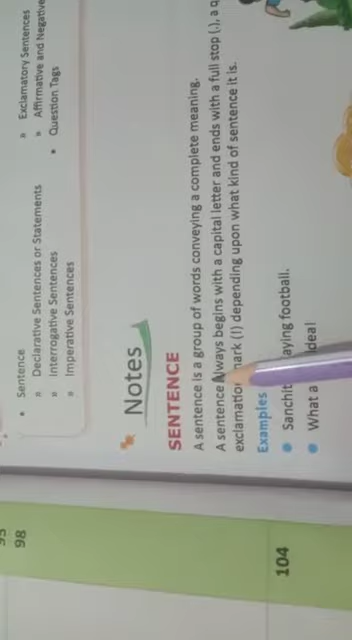 98
• Sentence
» Declarative Sentences or Statements
» Interrogative Sentences
» Imperative Sentences
» Exclamatory Sentences
» Affirmative and Negative
• Question Tags
Notes
SENTENCE
A sentence is a group of words conveying a complete meaning.
A sentence always begins with a capital letter and ends with a full stop (.), a q
exclamation mark (!) depending upon what kind of sentence it is.
Examples
• Sanchit aying football.
• What a idea!
104